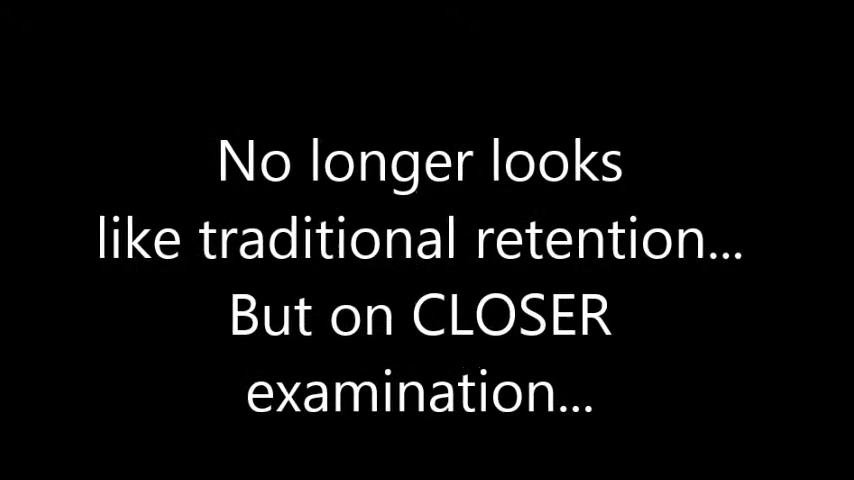 No longer looks
like traditional retention...
But on CLOSER
examination...